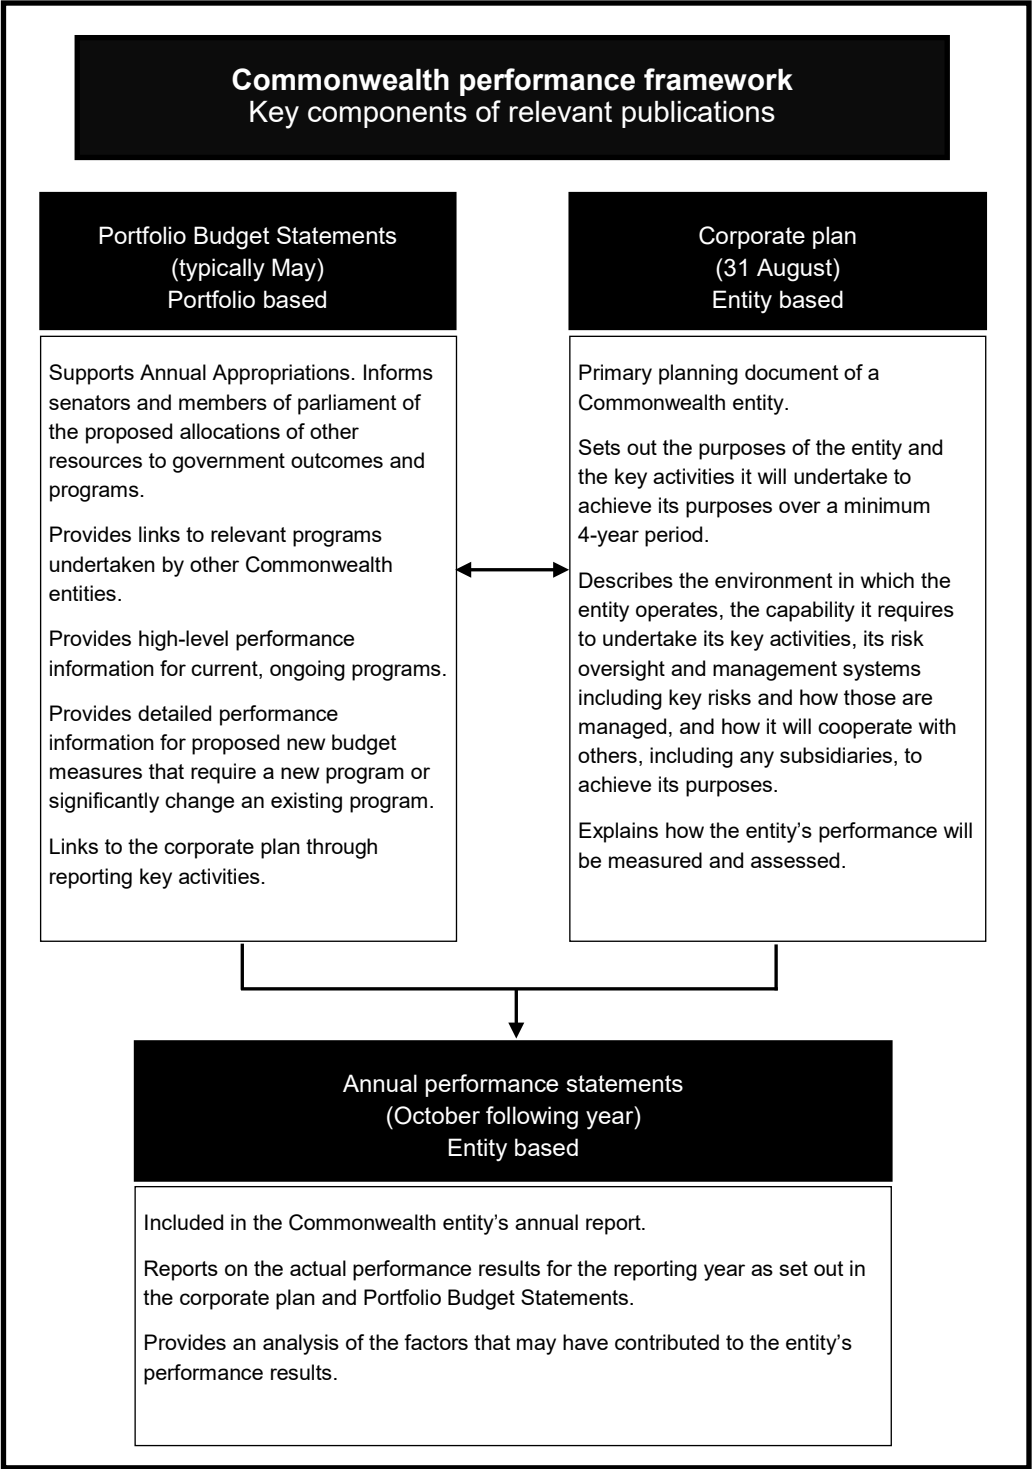 Commonwealth performance framework
Key components of relevant publications
Portfolio Budget Statements
(typically May)
Portfolio based
Supports Annual Appropriations. Informs
senators and members of parliament of
the proposed allocations of other
resources to government outcomes and
programs.
Provides links to relevant programs
undertaken by other Commonwealth
entities.
Provides high-level performance
information for current, ongoing programs.
Provides detailed performance
information for proposed new budget
measures that require a new program or
significantly change an existing program.
Links to the corporate plan through
reporting key activities.
Corporate plan
(31 August)
Entity based
Primary planning document of a
Commonwealth entity.
Sets out the purposes of the entity and
the key activities it will undertake to
achieve its purposes over a minimum
4-year period.
Describes the environment in which the
entity operates, the capability it requires
to undertake its key activities, its risk
oversight and management systems
including key risks and how those are
managed, and how it will cooperate with
others, including any subsidiaries, to
achieve its purposes.
Explains how the entity’s performance will
be measured and assessed.
Annual performance statements
(October following year)
Entity based
Included in the Commonwealth entity’s annual report.
Reports on the actual performance results for the reporting year as set out in
the corporate plan and Portfolio Budget Statements.
Provides an analysis of the factors that may have contributed to the entity’s
performance results.